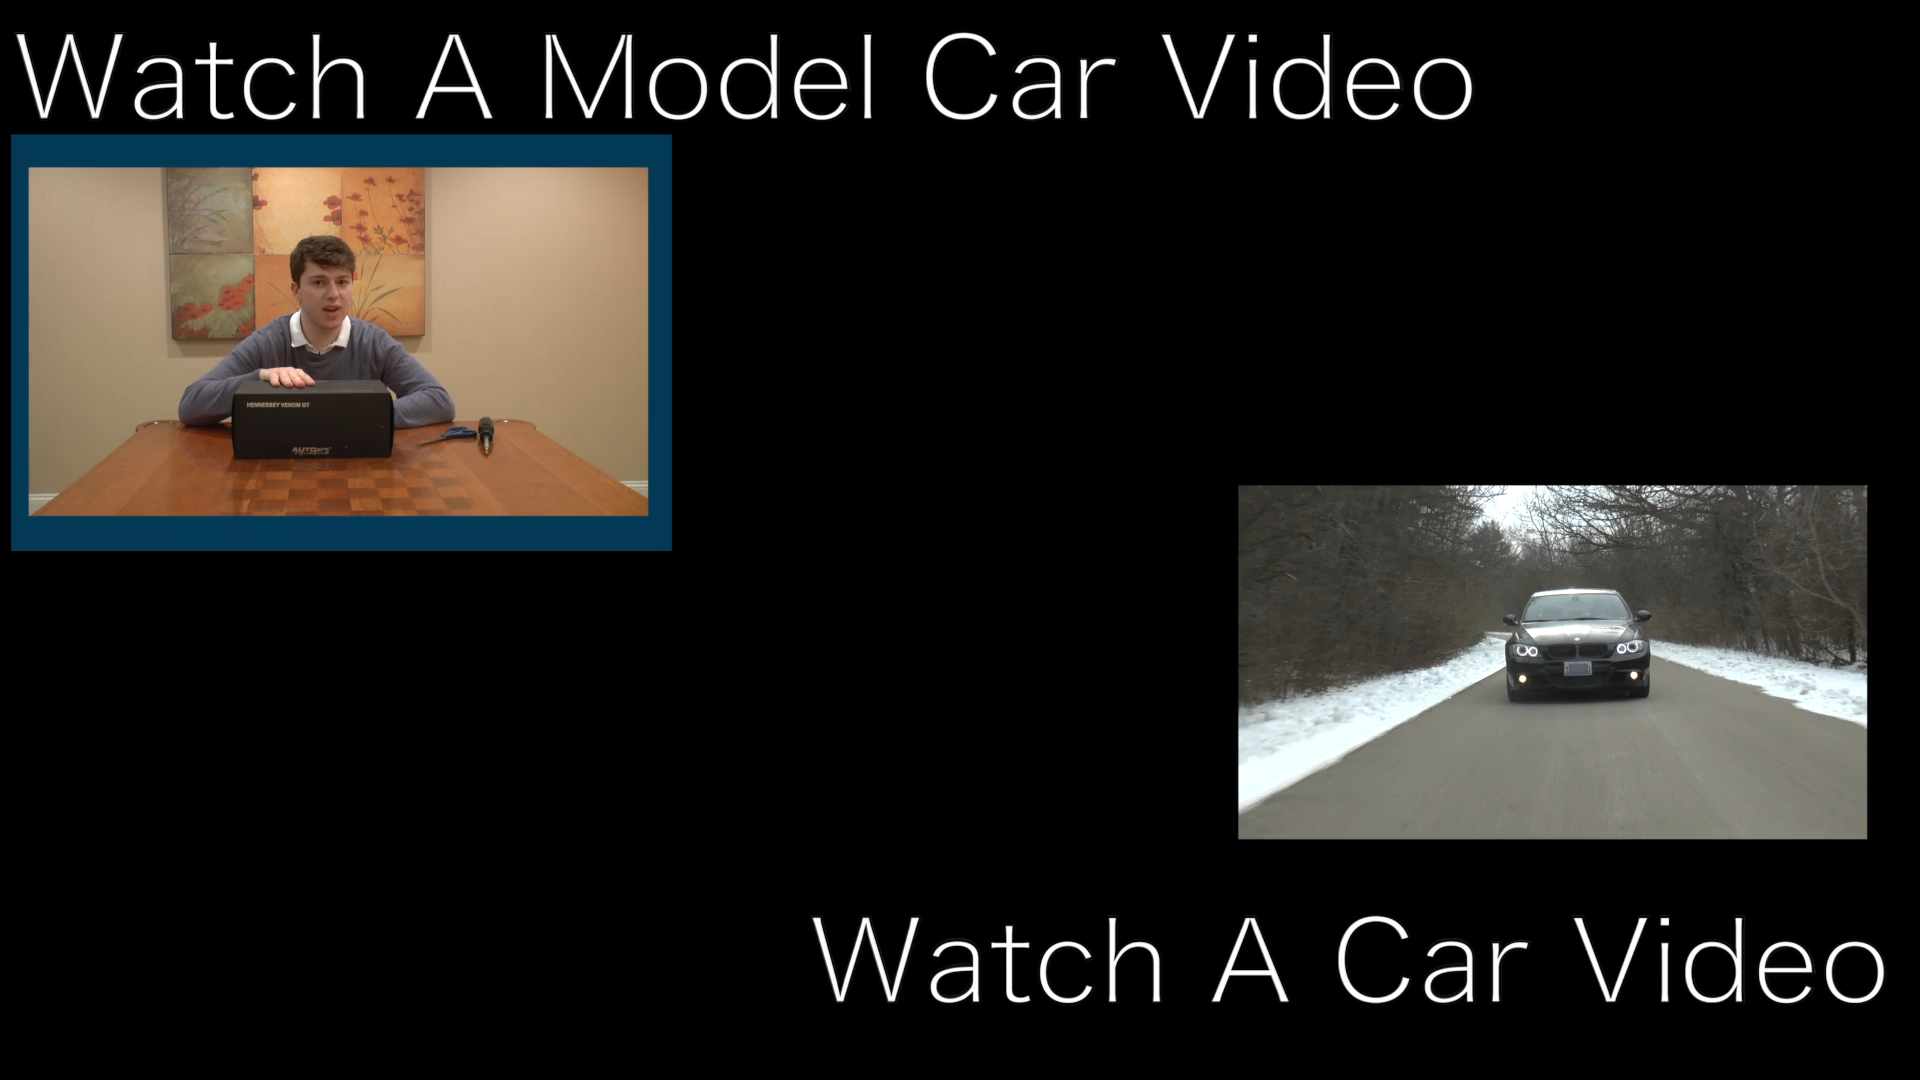 Watch A Model Car Video
HENNESSEY VENOM GT
AUTOart
Watch A Car Video